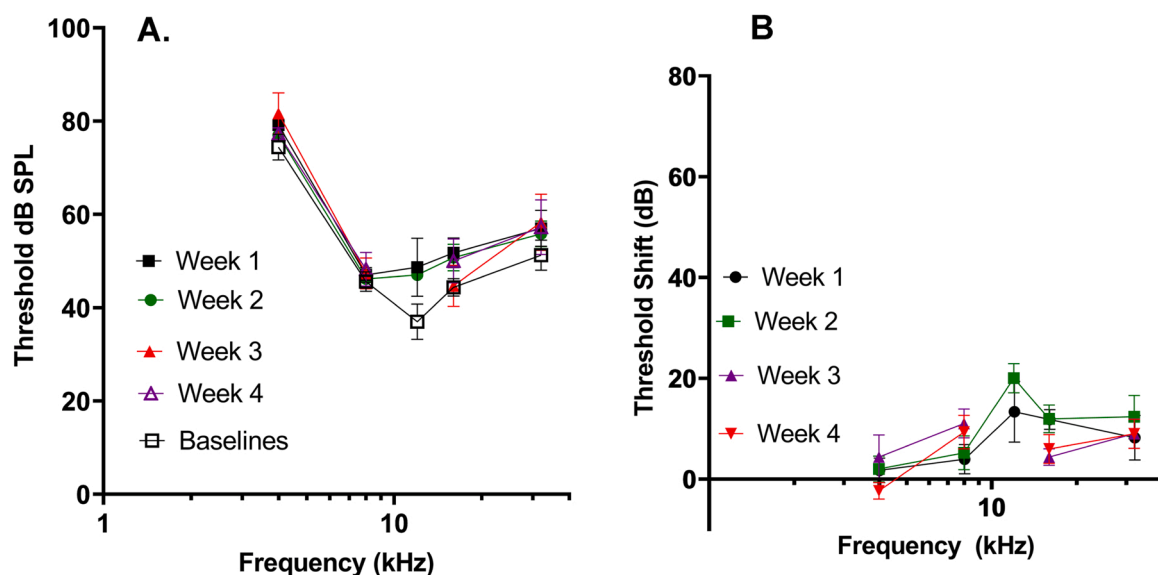 A.
100
80
60
40
20
0
Threshold dB SPL
Week 1
Week 2
Week 3
Week 4
Baselines
1
10
Frequency (kHz)
B
80
60
40
20
0
Threshold Shift (dB)
Week 1
Week 2
Week 3
Week 4
10
Frequency (kHz)